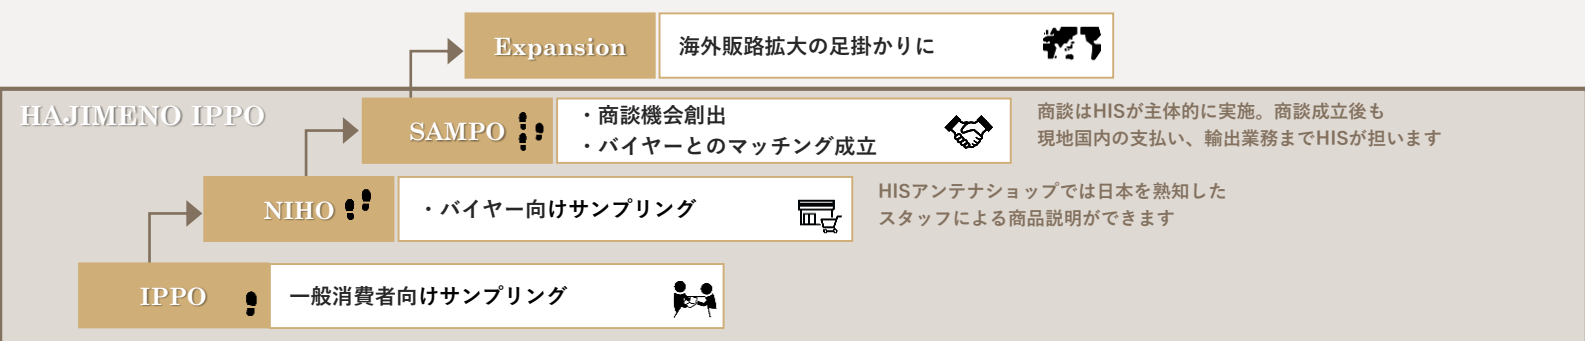 Expansion
海外販路拡大の足掛かりに
HAJIMENO IPPO
SAMPO
・商談機会創出
・バイヤーとのマッチング成立
商談はHISが主体的に実施。商談成立後も
現地国内の支払い、輸出業務までHISが担います
NIHO
・バイヤー向けサンプリング
HISアンテナショップでは日本を熟知した
スタッフによる商品説明ができます
IPPO
一般消費者向けサンプリング